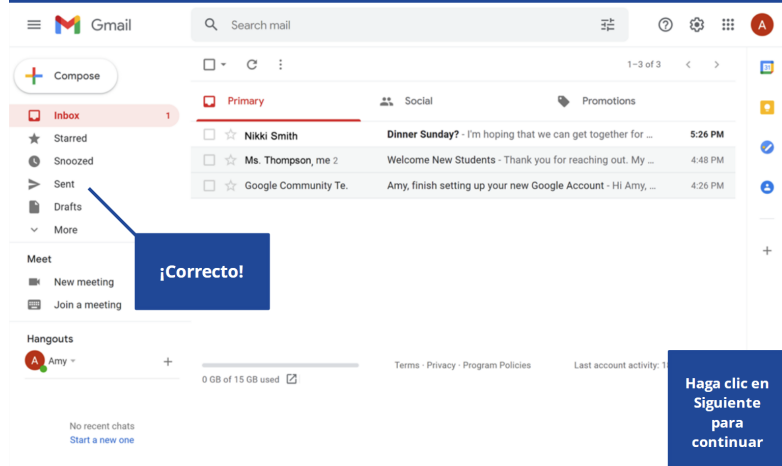 Gmail
Search mail
A
Compose
1–3 of 3
Primary
Social
Promotions
Inbox 1
Starred
Snoozed
Sent
Drafts
More
Nikki Smith Dinner Sunday? - I'm hoping that we can get together for ... 5:26 PM
Ms. Thompson, me 2 Welcome New Students - Thank you for reaching out. My ... 4:48 PM
Google Community Te. Amy, finish setting up your new Google Account - Hi Amy, ... 4:26 PM
¡Correcto!
Meet
New meeting
Join a meeting
Hangouts
A Amy
No recent chats
Start a new one
0 GB of 15 GB used
Terms · Privacy · Program Policies
Last account activity:
Haga clic en
Siguiente
para
continuar